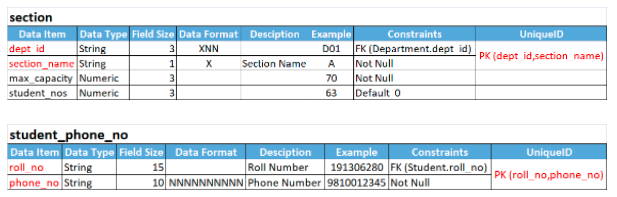 section
Data Item Data Type Field Size Data Format Desciption Example Constraints UniqueID
dept_id String 3 XNN D01 FK (Department.dept_id) PK (dept_id,section_name)
section_name String 1 X Section Name A Not Null
max_capacity Numeric 3 70 Not Null
student_nos Numeric 3 63 Default 0
student_phone_no
Data Item Data Type Field Size Data Format Desciption Example Constraints UniqueID
roll_no String 15 Roll Number 191306280 FK (Student.roll_no) PK (roll_no,phone_no)
phone_no String 10 NNNNNNNNNN Phone Number 9810012345 Not Null